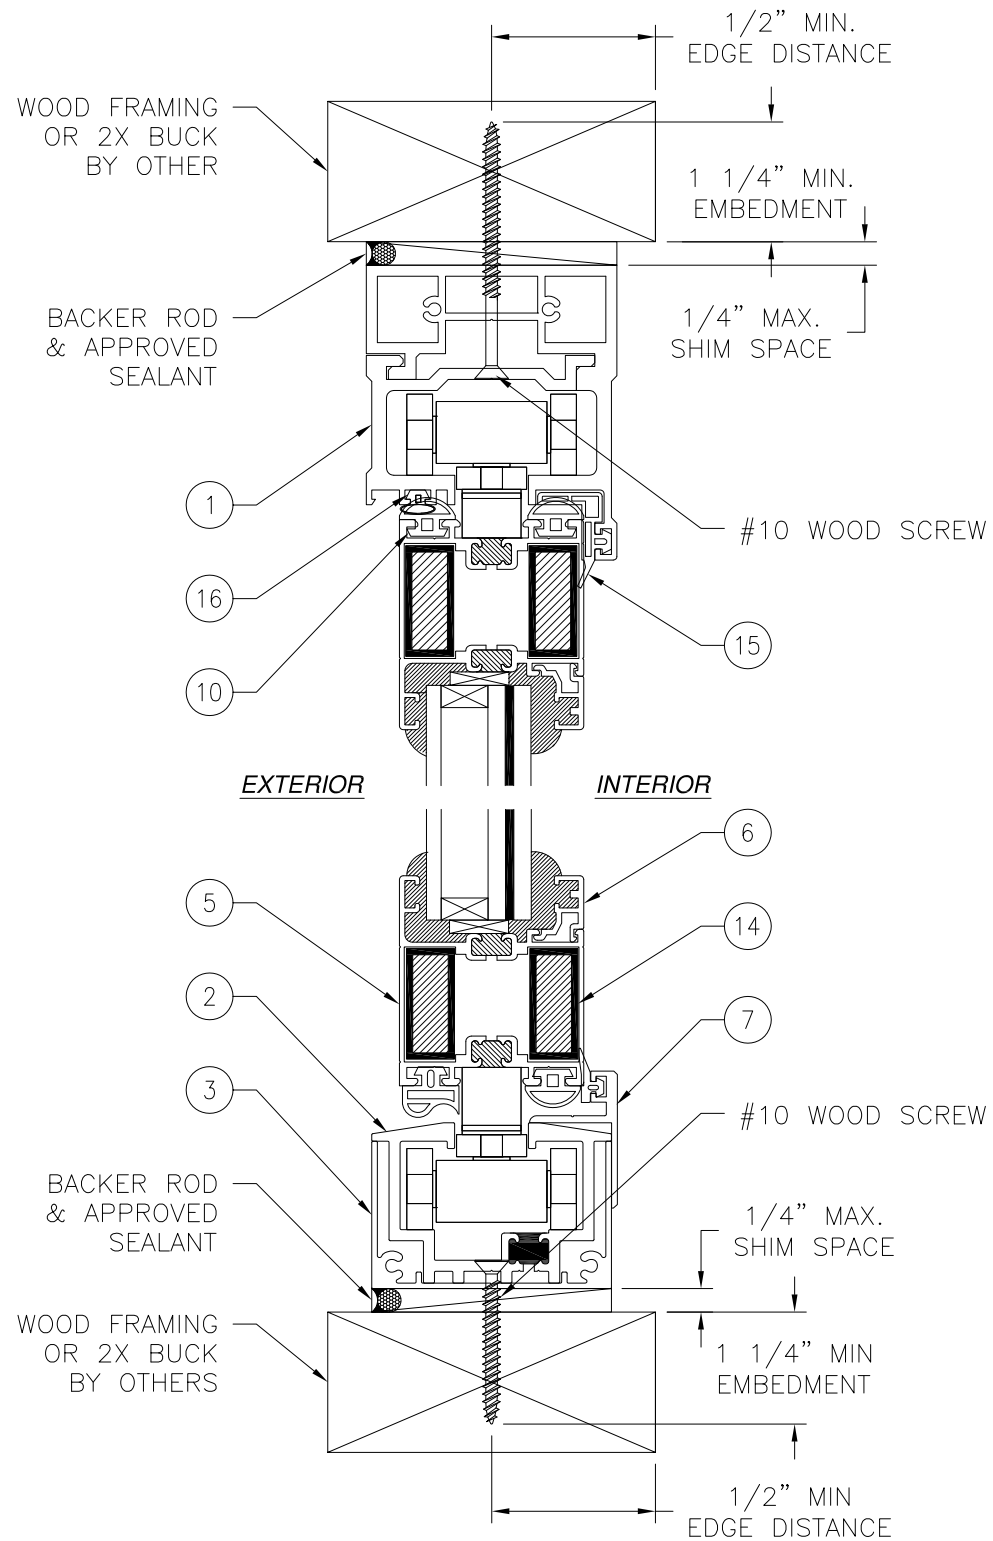 1/2” MIN.
EDGE DISTANCE
WOOD FRAMING
OR 2X BUCK
BY OTHER
1 1/4” MIN.
EMBEDMENT
BACKER ROD
& APPROVED
SEALANT
1/4” MAX.
SHIM SPACE
1
#10 WOOD SCREW
16
15
10
EXTERIOR
INTERIOR
6
5
14
2
7
3
#10 WOOD SCREW
BACKER ROD
& APPROVED
SEALANT
1/4” MAX.
SHIM SPACE
WOOD FRAMING
OR 2X BUCK
BY OTHERS
1 1/4” MIN
EMBEDMENT
1/2” MIN
EDGE DISTANCE